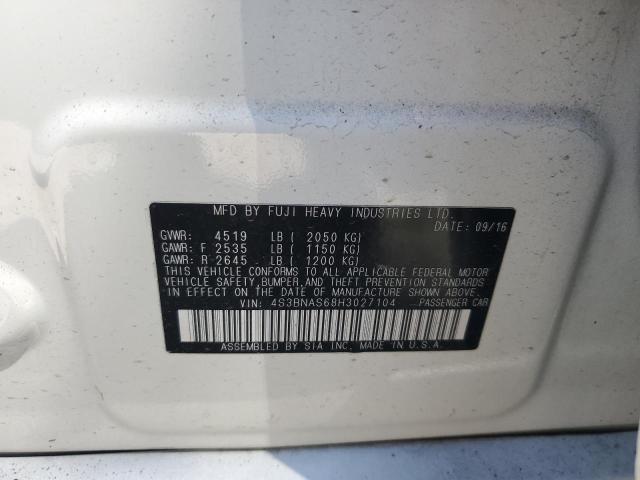 MFD BY FUJI HEAVY INDUSTRIES LTD.
DATE: 09/16
GVWR: 4519 LB ( 2050 KG)
GAWR: F 2535 LB ( 1150 KG)
GAWR: R 2645 LB ( 1200 KG)
THIS VEHICLE CONFORMS TO ALL APPLICABLE FEDERAL MOTOR
VEHICLE SAFETY, BUMPER, AND THEFT PREVENTION STANDARDS
IN EFFECT ON THE DATE OF MANUFACTURE SHOWN ABOVE.
VIN: 4S3BNAS68H3027104 PASSENGER CAR
ASSEMBLED BY SIA INC. MADE IN U.S.A.